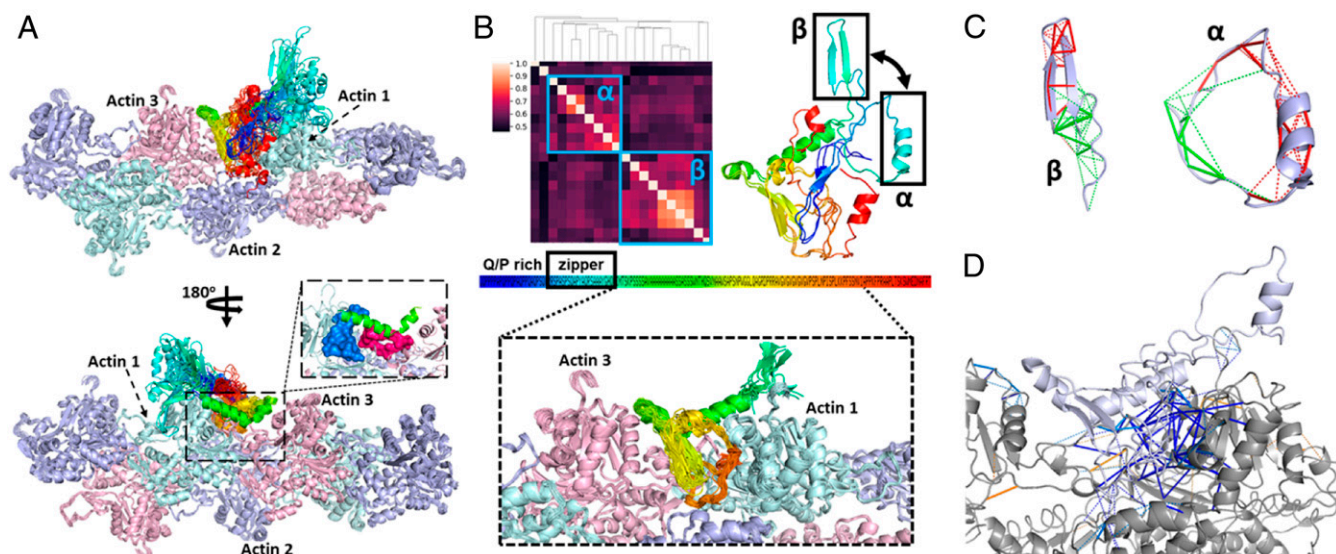 A
Actin 3
Actin 1
Actin 2
180°
Actin 1
Actin 3
Actin 2
B
1.0
0.9
0.8
0.7
0.6
0.5
α
β
β
α
Q/P rich
zipper
Actin 3
Actin 1
C
β
α
D